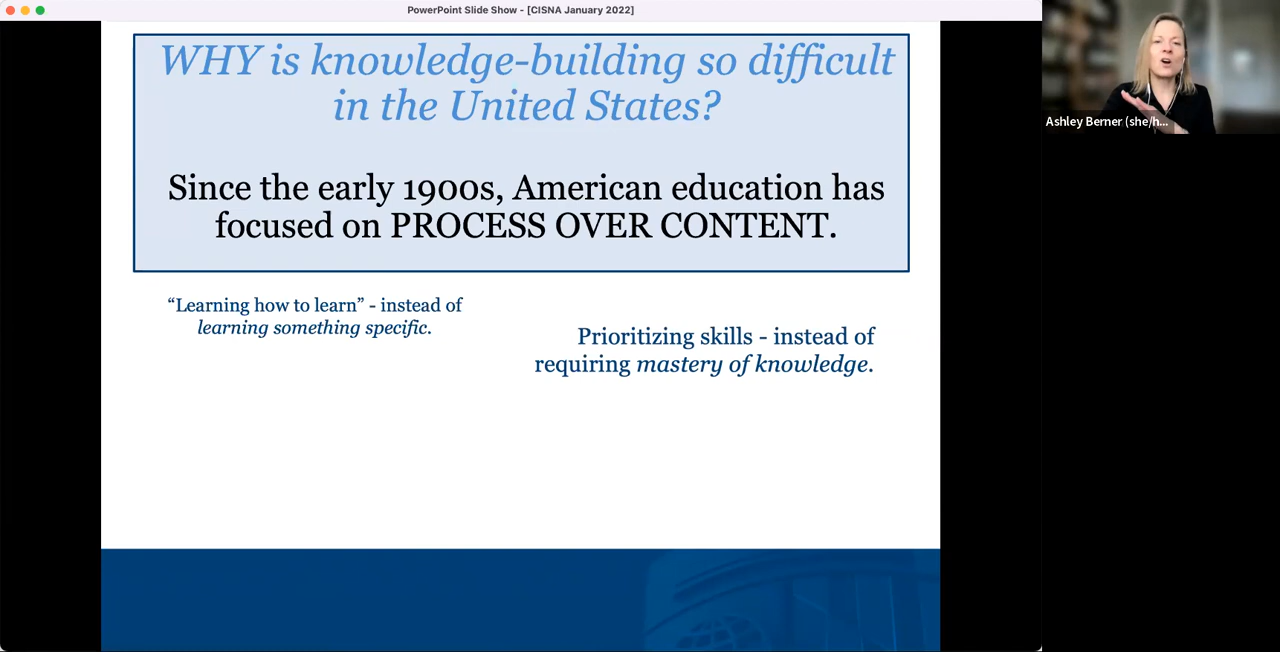 PowerPoint Slide Show - [CISNA January 2022]
WHY is knowledge-building so difficult
in the United States?
Since the early 1900s, American education has
focused on PROCESS OVER CONTENT.
“Learning how to learn” - instead of
learning something specific.
Prioritizing skills - instead of
requiring mastery of knowledge.
Ashley Berner (she/h...